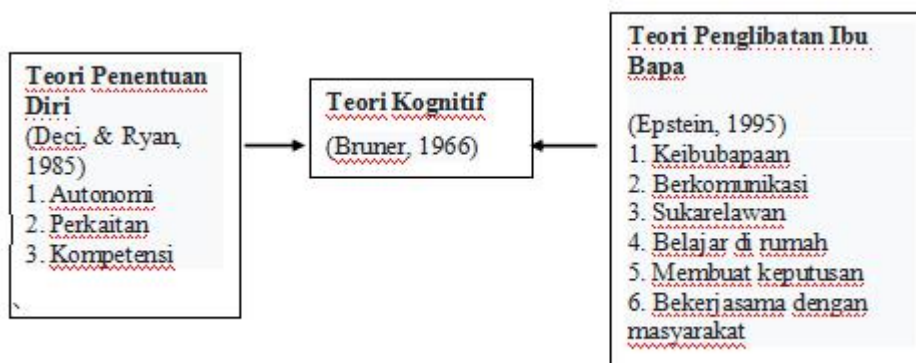 Teori Penentuan
Diri
(Deci, & Ryan,
1985)
1. Autonomi
2. Perkaitan
3. Kompetensi
`
Teori Kognitif
(Bruner, 1966)
Teori Penglibatan Ibu
Bapa
(Epstein, 1995)
1. Keibubapaan
2. Berkomunikasi
3. Sukarelawan
4. Belajar di rumah
5. Membuat keputusan
6. Bekerjasama dengan
masyarakat